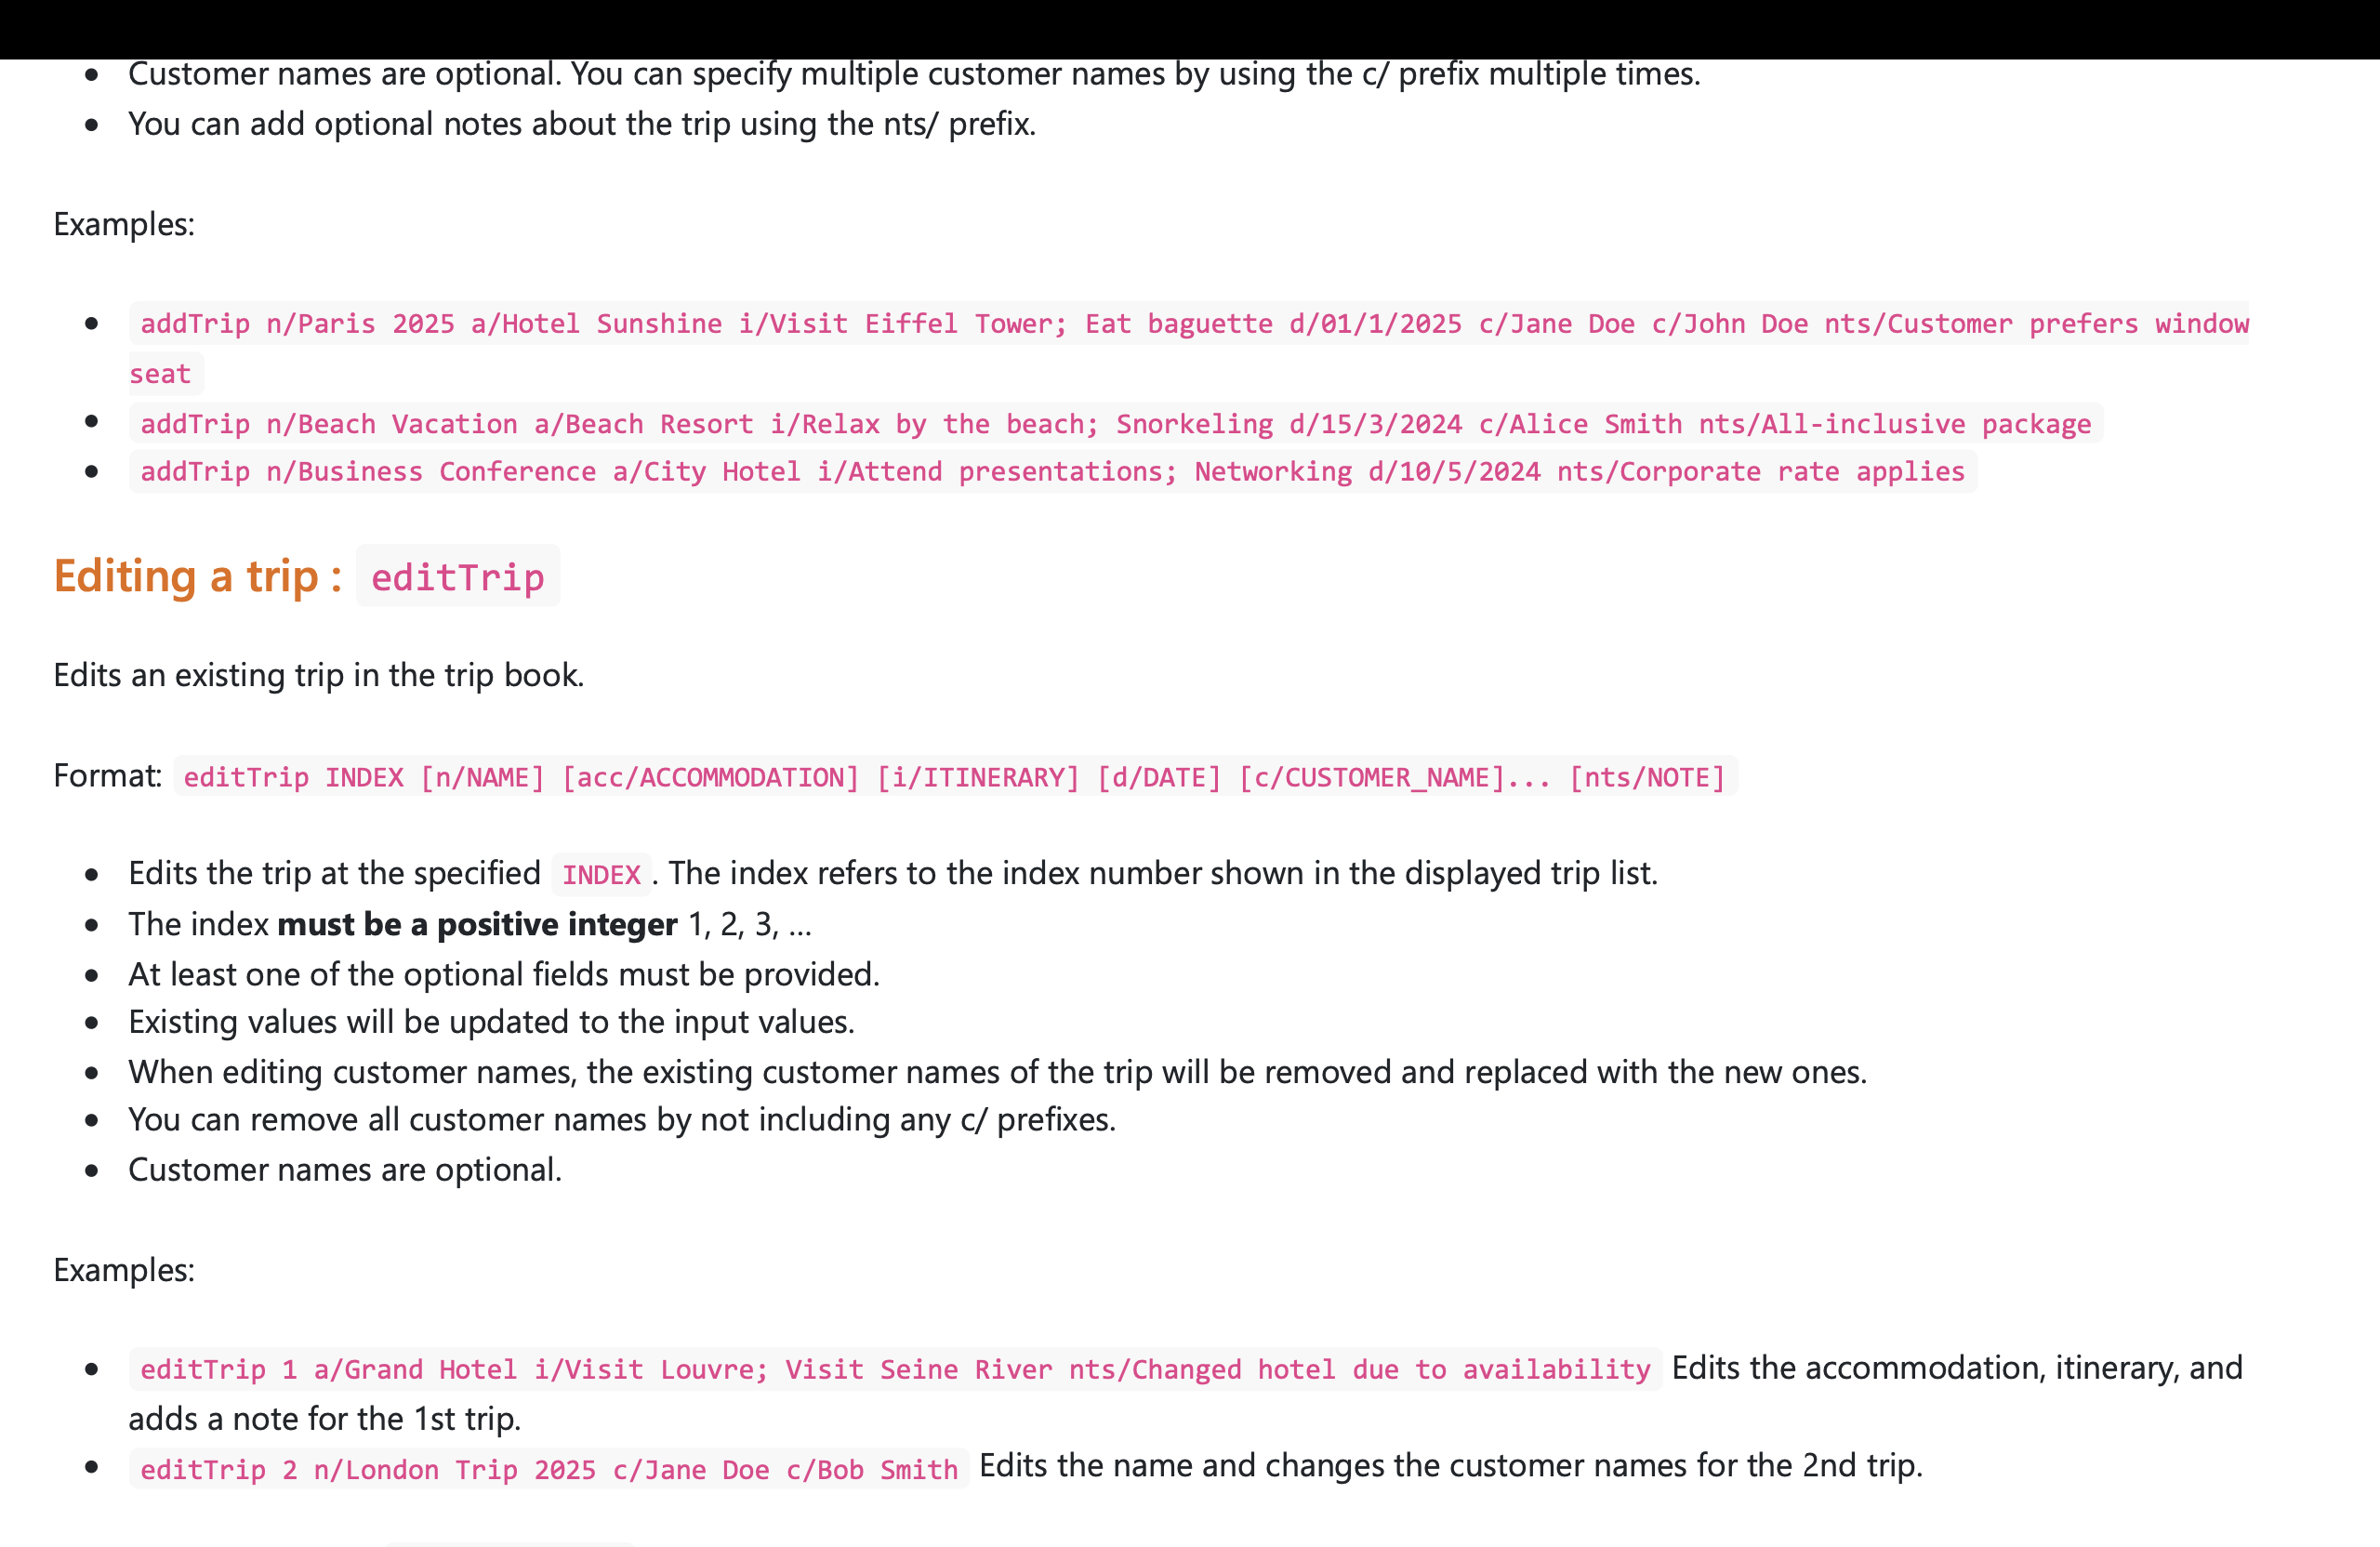 Customer names are optional. You can specify multiple customer names by using the c/ prefix multiple times.
You can add optional notes about the trip using the nts/ prefix.
Examples:
addTrip n/Paris 2025 a/Hotel Sunshine i/Visit Eiffel Tower; Eat baguette d/01/1/2025 c/Jane Doe c/John Doe nts/Customer prefers window
seat
addTrip n/Beach Vacation a/Beach Resort i/Relax by the beach; Snorkeling d/15/3/2024 c/Alice Smith nts/All-inclusive package
addTrip n/Business Conference a/City Hotel i/Attend presentations; Networking d/10/5/2024 nts/Corporate rate applies
Editing a trip : editTrip
Edits an existing trip in the trip book.
Format: editTrip INDEX [n/NAME] [acc/ACCOMMODATION] [i/ITINERARY] [d/DATE] [c/CUSTOMER_NAME]... [nts/NOTE]
Edits the trip at the specified INDEX. The index refers to the index number shown in the displayed trip list.
The index must be a positive integer 1, 2, 3, …
At least one of the optional fields must be provided.
Existing values will be updated to the input values.
When editing customer names, the existing customer names of the trip will be removed and replaced with the new ones.
You can remove all customer names by not including any c/ prefixes.
Customer names are optional.
Examples:
editTrip 1 a/Grand Hotel i/Visit Louvre; Visit Seine River nts/Changed hotel due to availability Edits the accommodation, itinerary, and
adds a note for the 1st trip.
editTrip 2 n/London Trip 2025 c/Jane Doe c/Bob Smith Edits the name and changes the customer names for the 2nd trip.